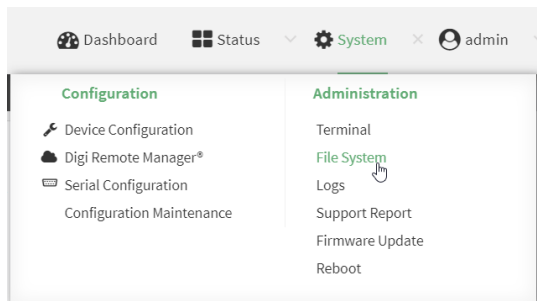 Dashboard Status System admin
Configuration
Device Configuration
Digi Remote Manager®
Serial Configuration
Configuration Maintenance
Administration
Terminal
File System
Logs
Support Report
Firmware Update
Reboot